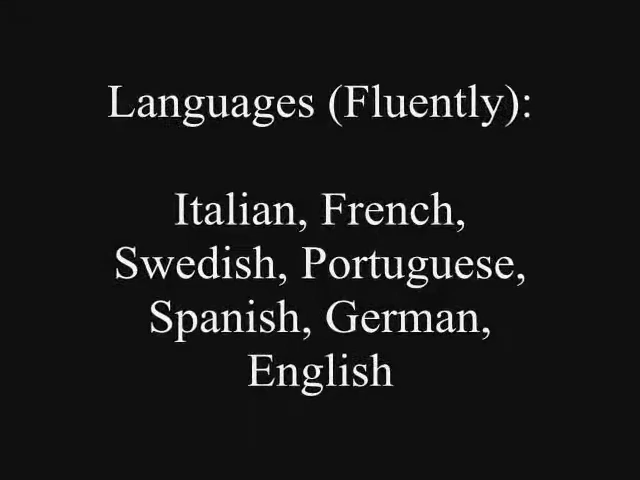 Languages (Fluently):
Italian, French,
Swedish, Portuguese,
Spanish, German,
English